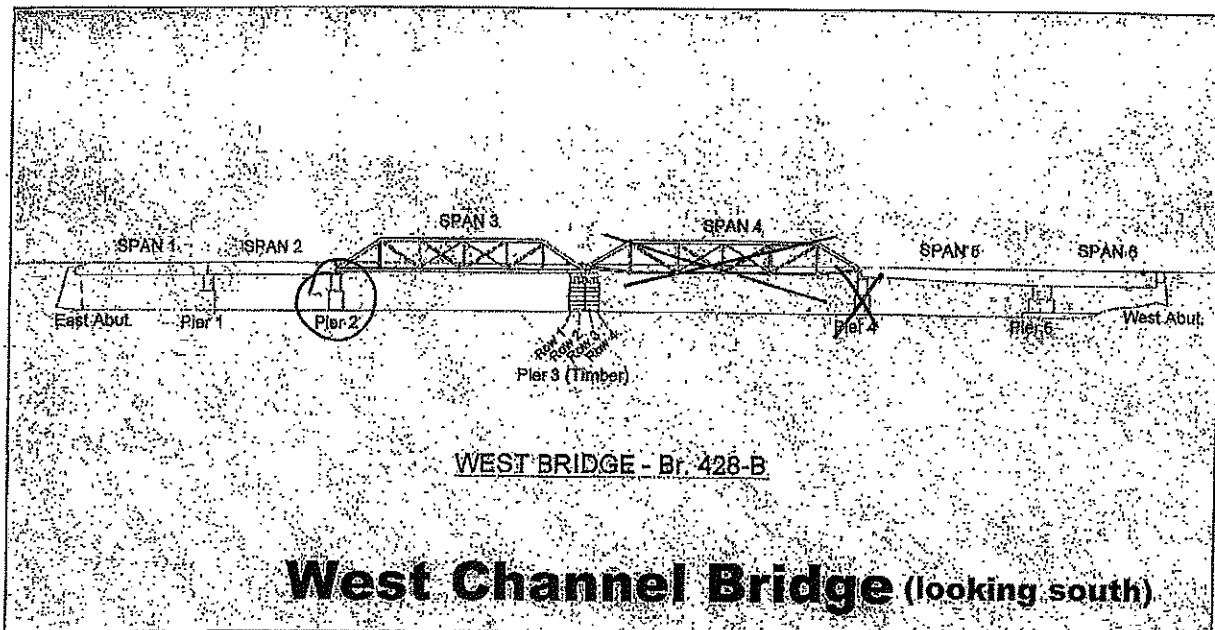 SPAN 3
SPAN 4
SPAN 1
SPAN 2
SPAN 5
SPAN 6
East Abut.
Pier 1
Pier 2
Pier 4
Pier 5
West Abut.
Row 1
Row 2
Row 3
Row 4
Pier 3 (Timber)
WEST BRIDGE - Br. 428-B
West Channel Bridge (looking south)